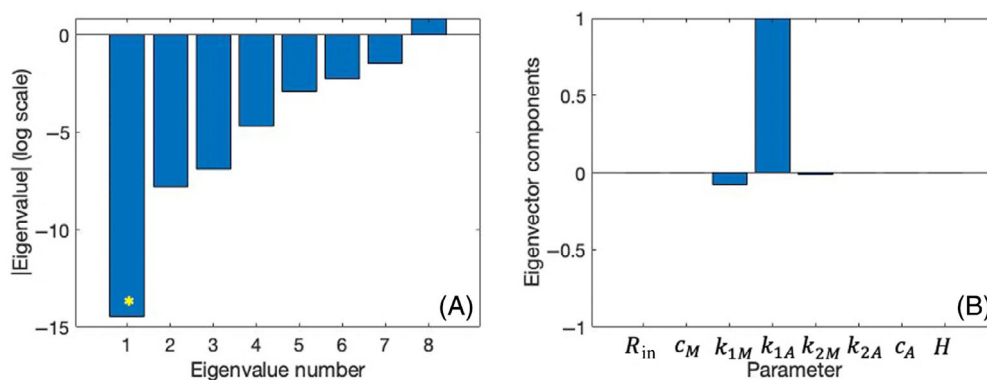 |Eigenvalue| (log scale)
0
−5
−10
−15
*
(A)
1 2 3 4 5 6 7 8
Eigenvalue number
Eigenvector components
1
0.5
0
−0.5
−1
(B)
R_in c_M k_1M k_1A k_2M k_2A c_A H
Parameter